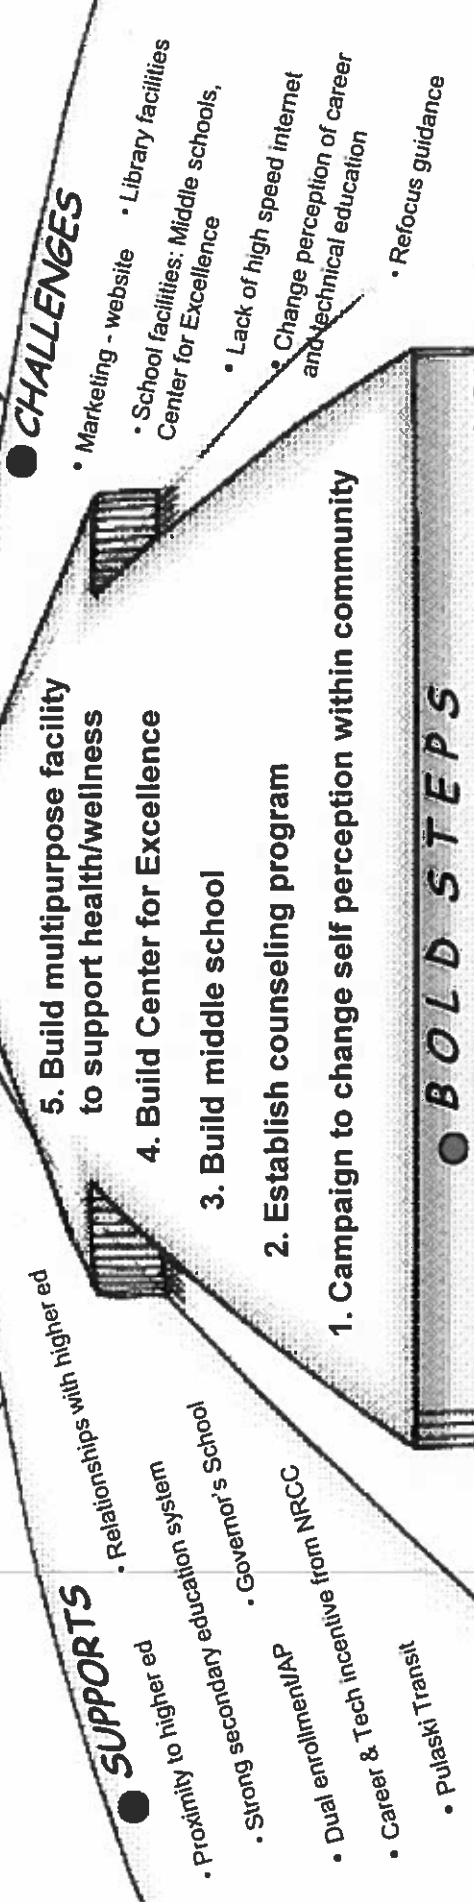 SUPPORTS
• Relationships with higher ed
• Proximity to higher ed
• Strong secondary education system
• Governor's School
• Dual enrollment/AP
• Career & Tech incentive from NRCC
• Pulaski Transit
5. Build multipurpose facility
to support health/wellness
4. Build Center for Excellence
3. Build middle school
2. Establish counseling program
1. Campaign to change self perception within community
BOLD STEPS
CHALLENGES
• Marketing - website
• Library facilities
• School facilities: Middle schools,
Center for Excellence
• Lack of high speed internet
• Change perception of career
and technical education
• Refocus guidance